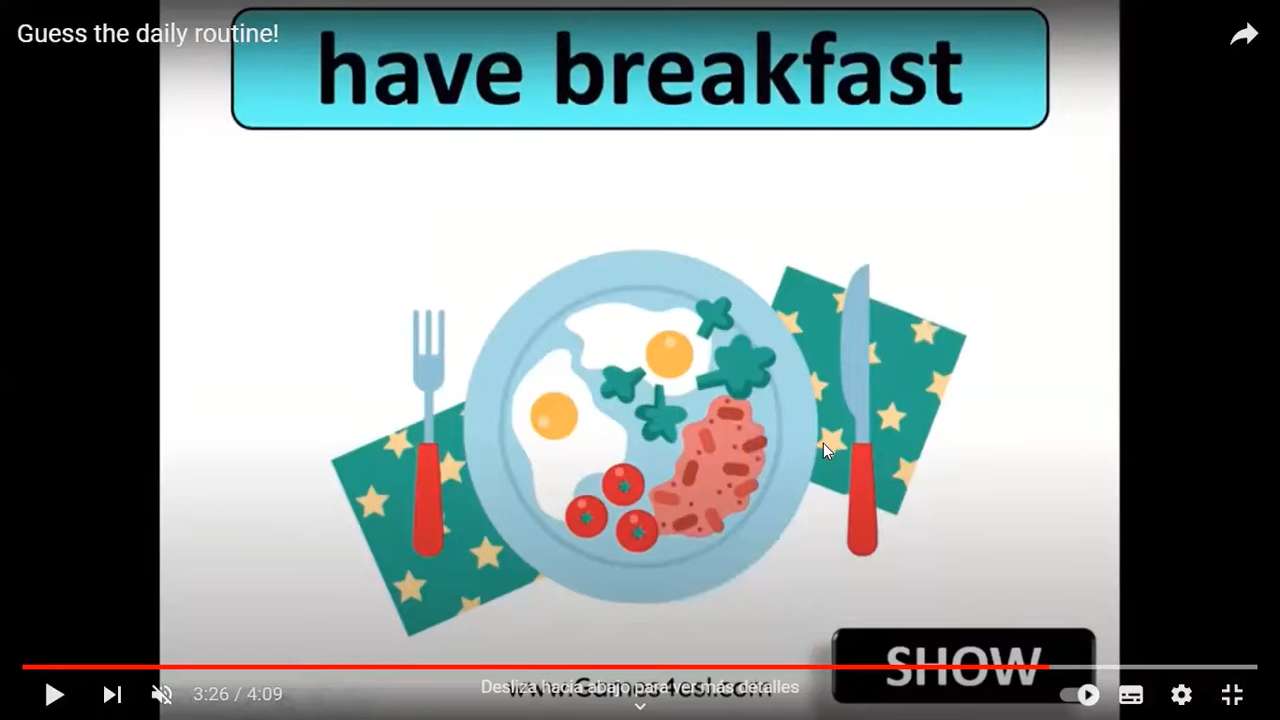 Guess the daily routine!
have breakfast
SHOW
3:26 / 4:09
Desliza hacia abajo para ver más detalles